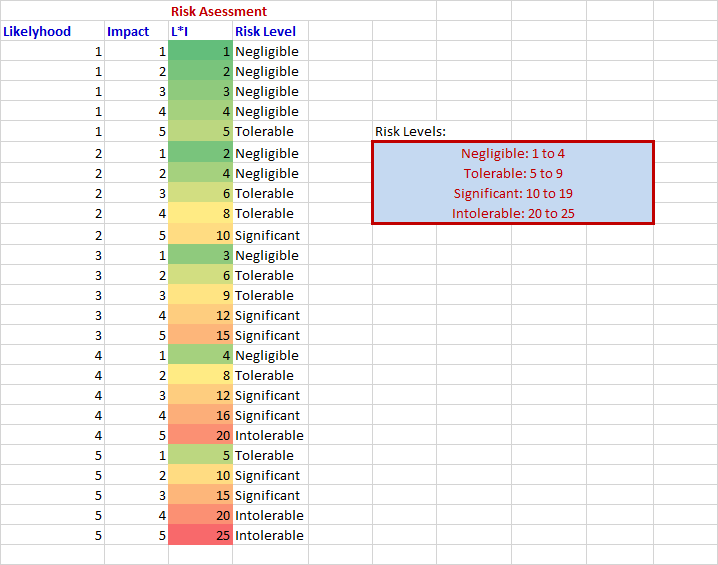 Risk Asessment
Likelyhood Impact L*I Risk Level
1 1 1 Negligible
1 2 2 Negligible
1 3 3 Negligible
1 4 4 Negligible
1 5 5 Tolerable Risk Levels:
2 1 2 Negligible Negligible: 1 to 4
2 2 4 Negligible Tolerable: 5 to 9
2 3 6 Tolerable Significant: 10 to 19
2 4 8 Tolerable Intolerable: 20 to 25
2 5 10 Significant
3 1 3 Negligible
3 2 6 Tolerable
3 3 9 Tolerable
3 4 12 Significant
3 5 15 Significant
4 1 4 Negligible
4 2 8 Tolerable
4 3 12 Significant
4 4 16 Significant
4 5 20 Intolerable
5 1 5 Tolerable
5 2 10 Significant
5 3 15 Significant
5 4 20 Intolerable
5 5 25 Intolerable